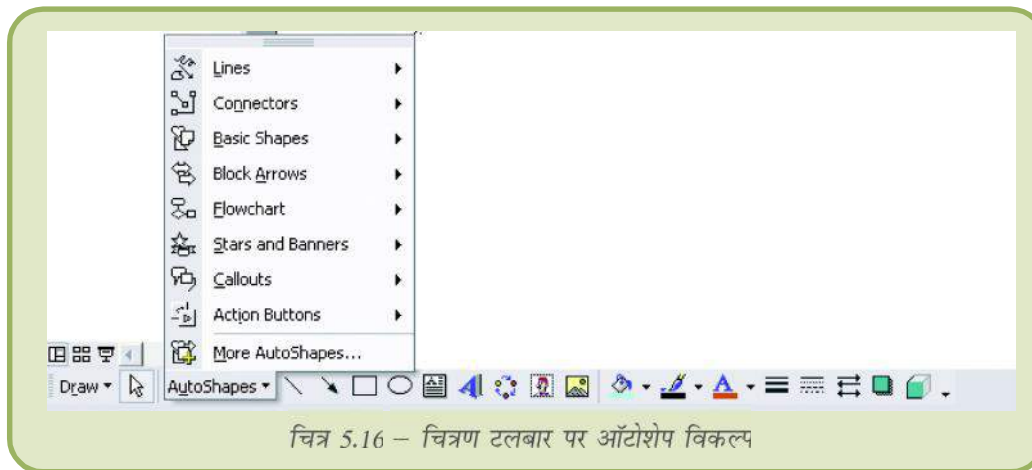 Lines
Connectors
Basic Shapes
Block Arrows
Flowchart
Stars and Banners
Callouts
Action Buttons
More AutoShapes...
Draw AutoShapes A A
चित्र 5.16 – चित्रण टलबार पर ऑटोशेप विकल्प